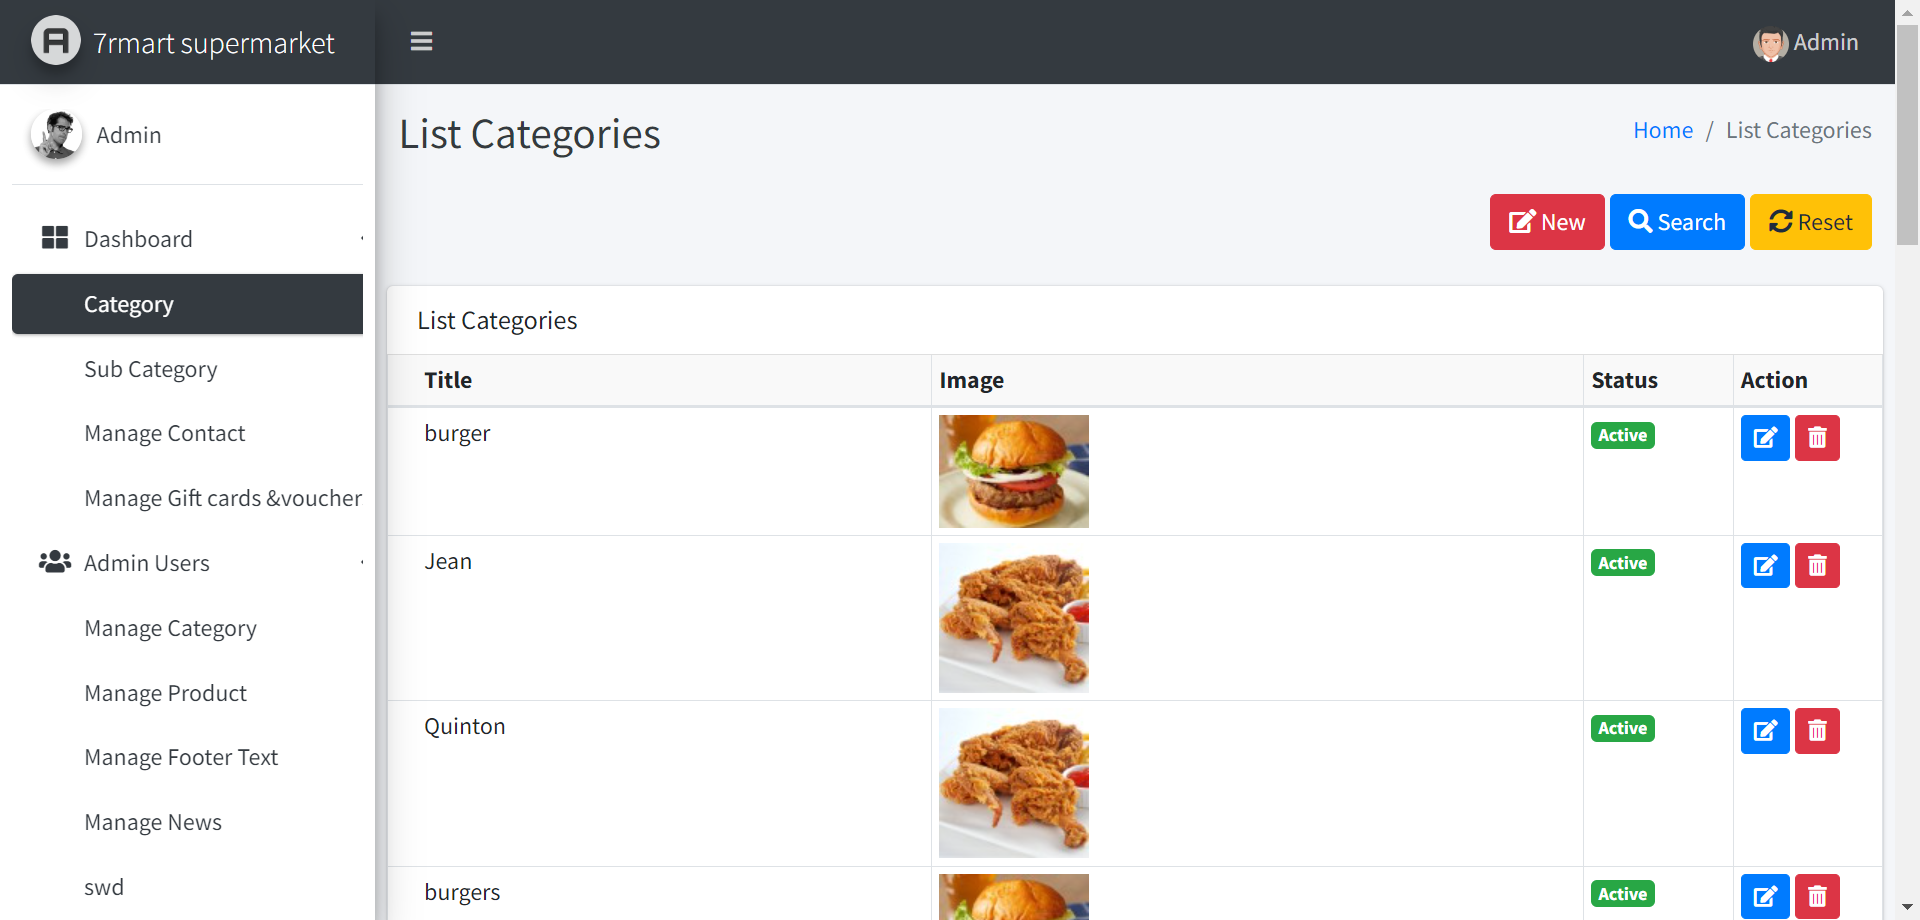 7rmart supermarket
Admin
Admin
List Categories
Home / List Categories
New
Search
Reset
Dashboard
Category
Sub Category
Manage Contact
Manage Gift cards &voucher
Admin Users
Manage Category
Manage Product
Manage Footer Text
Manage News
swd
List Categories
Title Image Status Action
burger Active
Jean Active
Quinton Active
burgers Active